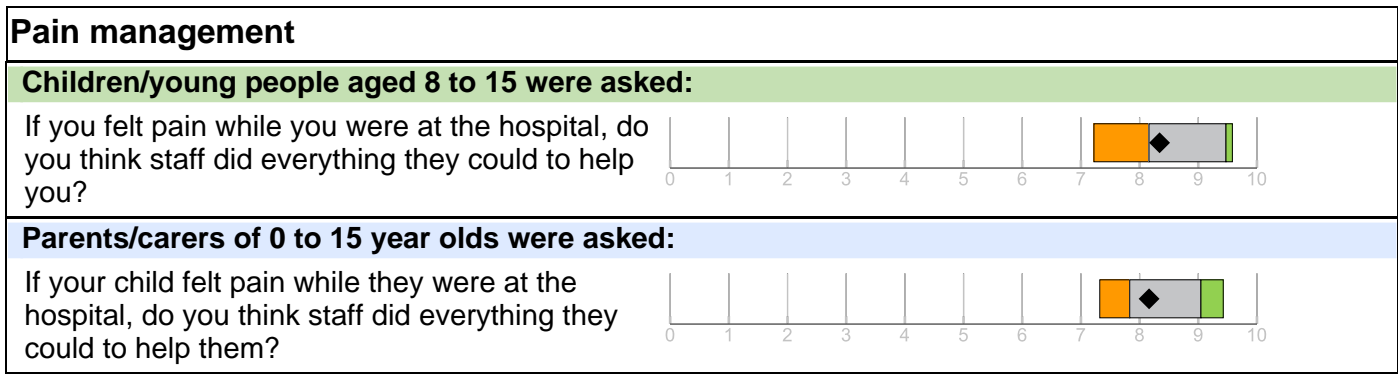 Pain management
Children/young people aged 8 to 15 were asked:
If you felt pain while you were at the hospital, do
you think staff did everything they could to help
you?
0 1 2 3 4 5 6 7 8 9 10
Parents/carers of 0 to 15 year olds were asked:
If your child felt pain while they were at the
hospital, do you think staff did everything they
could to help them?
0 1 2 3 4 5 6 7 8 9 10